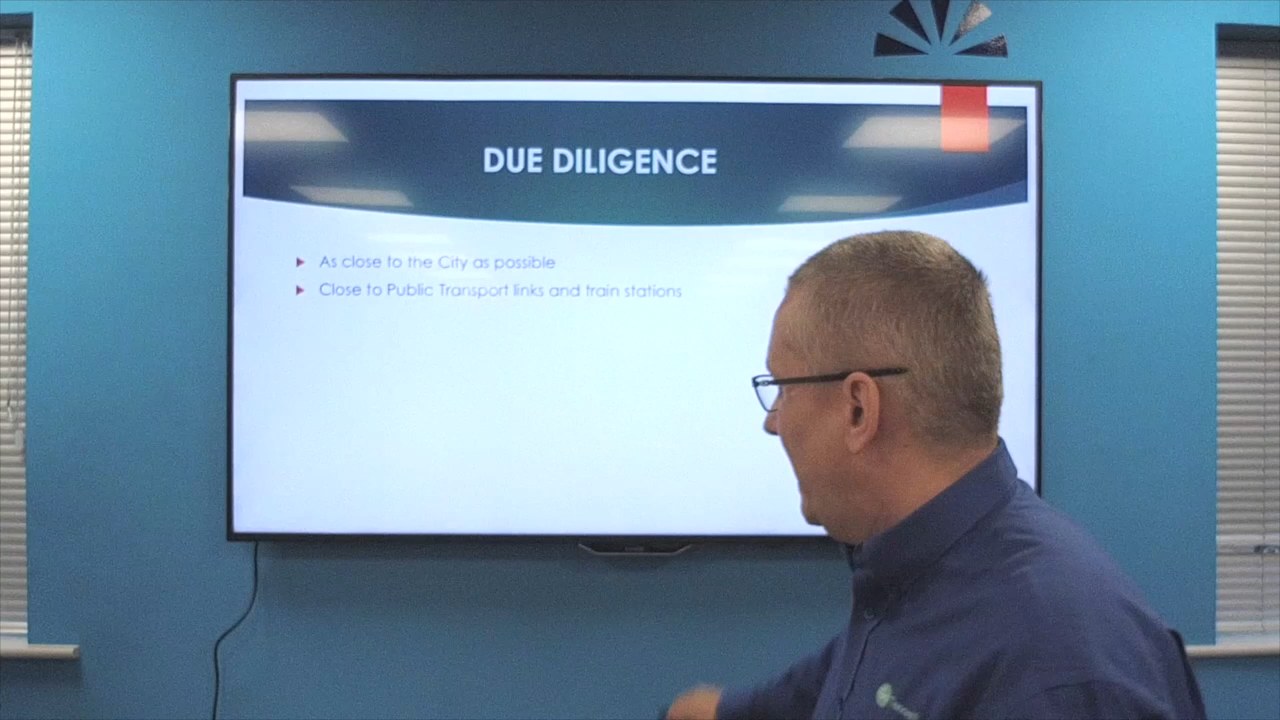 DUE DILIGENCE
As close to the City as possible
Close to Public Transport links and train stations